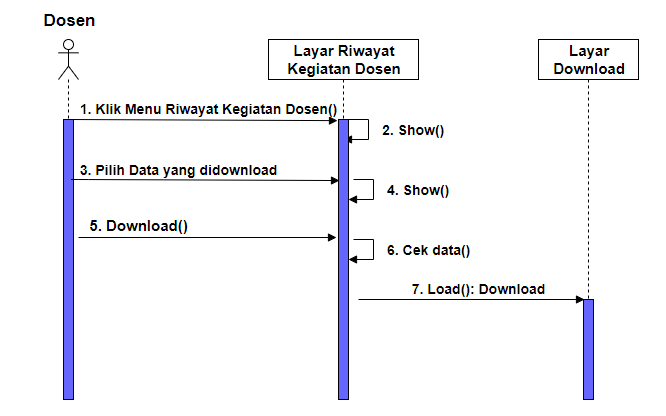 Dosen
Layar Riwayat
Kegiatan Dosen
Layar
Download
1. Klik Menu Riwayat Kegiatan Dosen()
2. Show()
3. Pilih Data yang didownload
4. Show()
5. Download()
6. Cek data()
7. Load(): Download